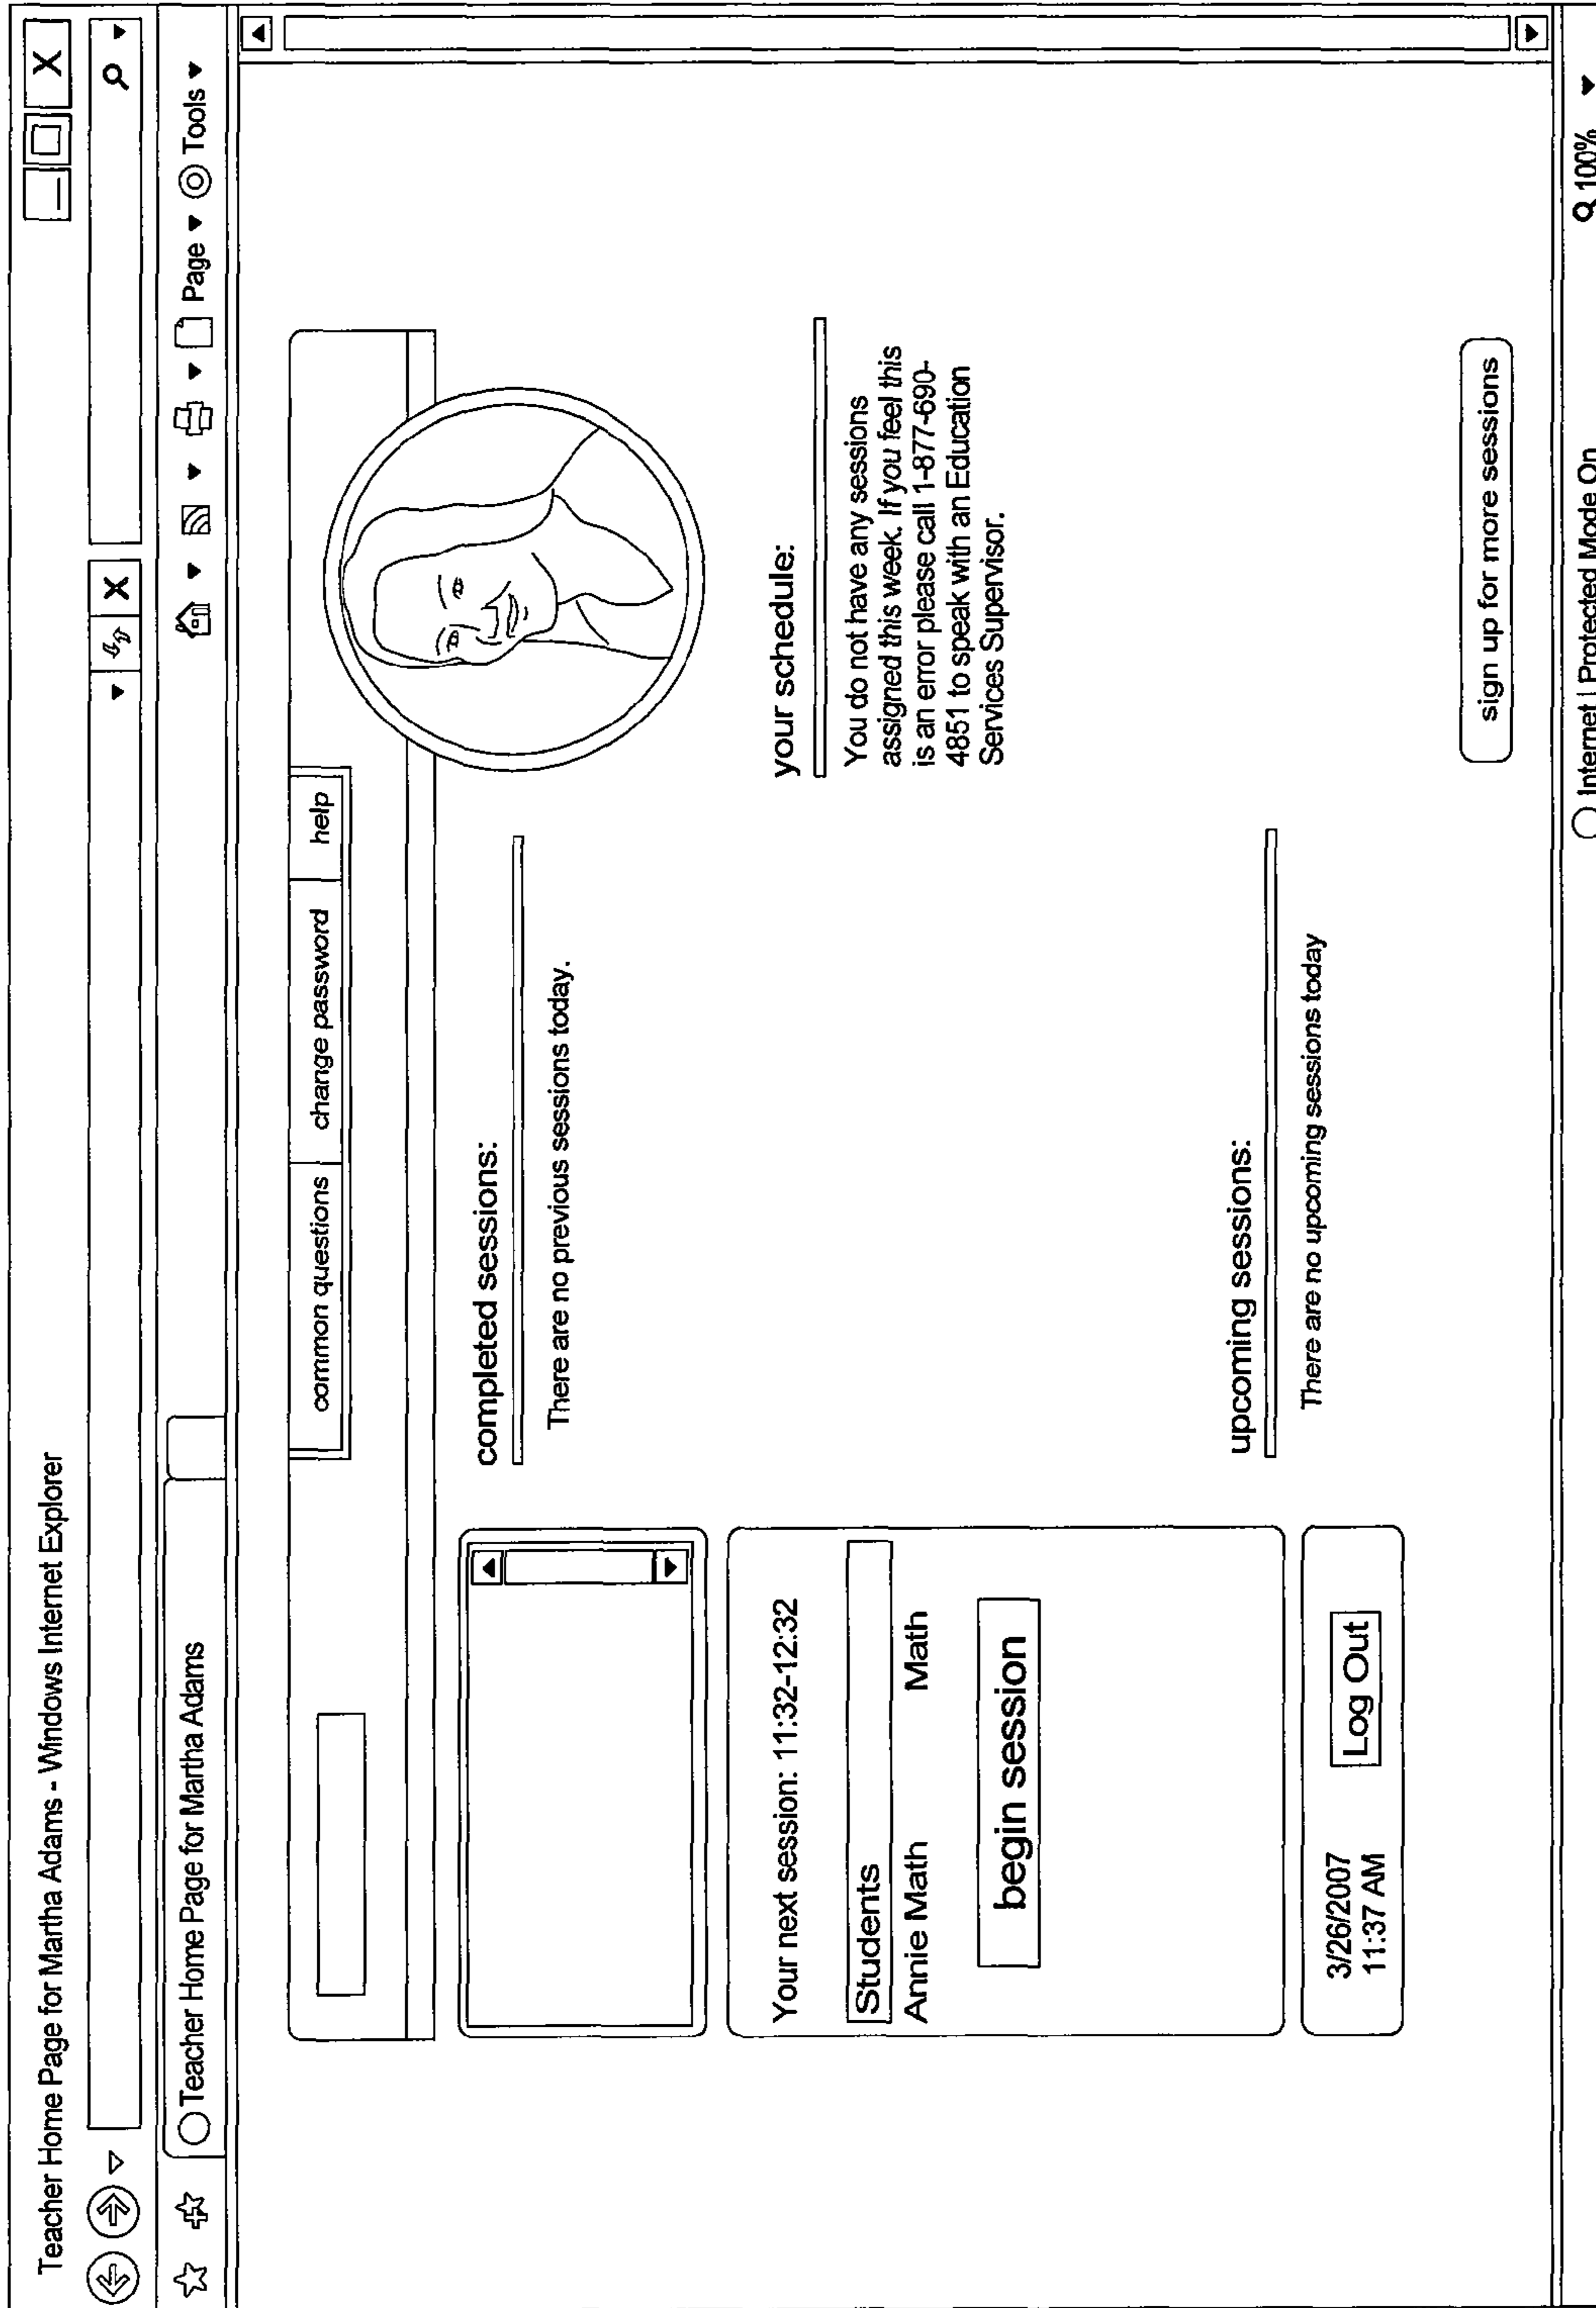 Teacher Home Page for Martha Adams - Windows Internet Explorer
X
X
Teacher Home Page for Martha Adams
Page
Tools
common questions
change password
help
completed sessions:
There are no previous sessions today.
Your next session: 11:32-12:32
Students
Annie Math Math
begin session
your schedule:
You do not have any sessions
assigned this week. If you feel this
is an error please call 1-877-690-
4851 to speak with an Education
Services Supervisor.
upcoming sessions:
There are no upcoming sessions today
3/26/2007
11:37 AM
Log Out
sign up for more sessions
Internet | Protected Mode On
100%